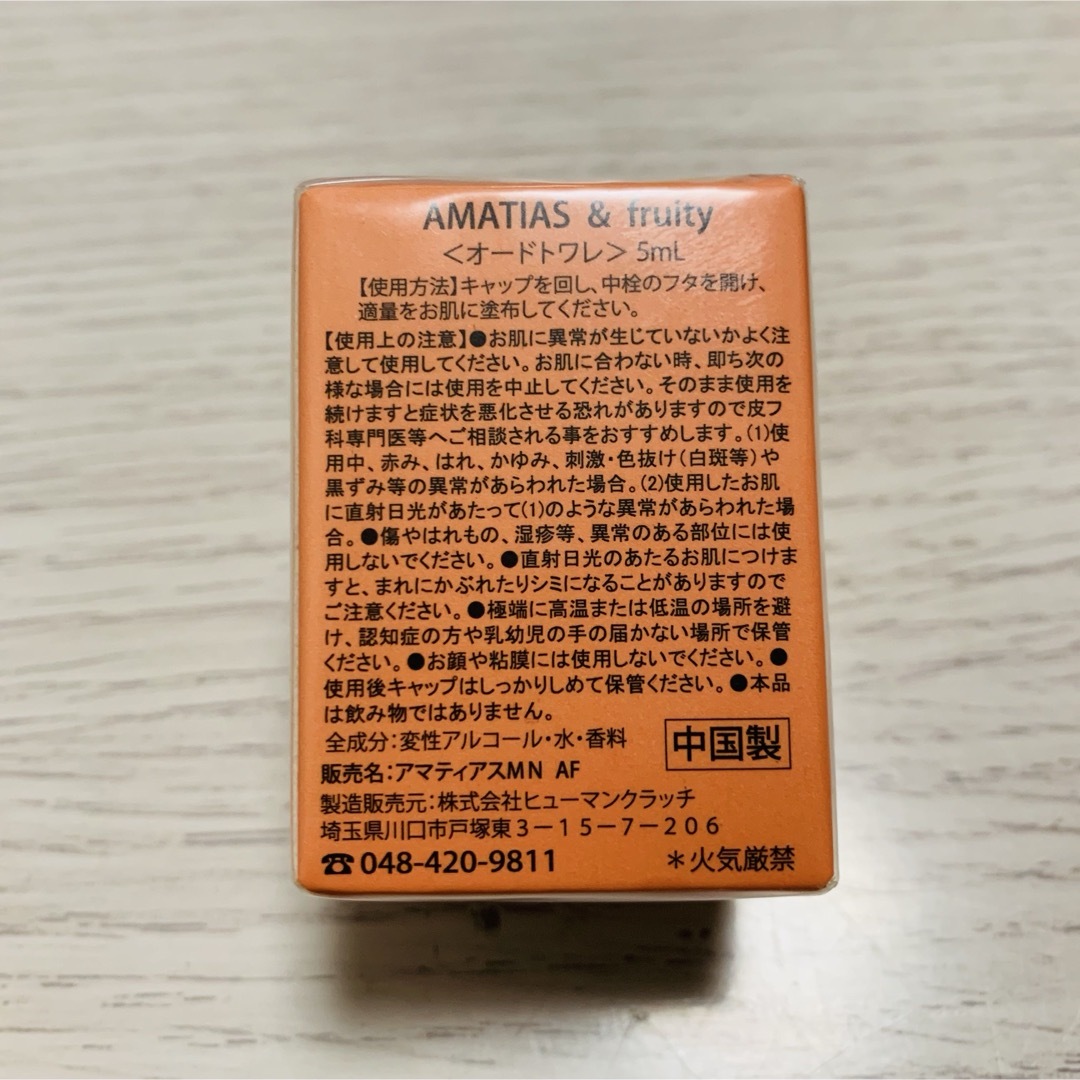 AMATIAS & fruity
<オードトワレ> 5mL
【使用方法】キャップを回し、中栓のフタを開け、
適量をお肌に塗布してください。
【使用上の注意】●お肌に異常が生じていないかよく注
意して使用してください。お肌に合わない時、即ち次の
様な場合には使用を中止してください。そのまま使用を
続けますと症状を悪化させる恐れがありますので皮フ
科専門医等へご相談される事をおすすめします。(1)使
用中、赤み、はれ、かゆみ、刺激・色抜け(白斑等)や
黒ずみ等の異常があらわれた場合。(2)使用したお肌
に直射日光があたって(1)のような異常があらわれた場
合。●傷やはれもの、湿疹等、異常のある部位には使
用しないでください。●直射日光のあたるお肌につけま
すと、まれにかぶれたりシミになることがありますので
ご注意ください。●極端に高温または低温の場所を避
け、認知症の方や乳幼児の手の届かない場所で保管
ください。●お顔や粘膜には使用しないでください。●
使用後キャップはしっかりしめて保管ください。●本品
は飲み物ではありません。
全成分:変性アルコール・水・香料
中国製
販売名:アマティアスMN AF
製造販売元:株式会社ヒューマンクラッチ
埼玉県川口市戸塚東3-15-7-206
☎048-420-9811 *火気厳禁